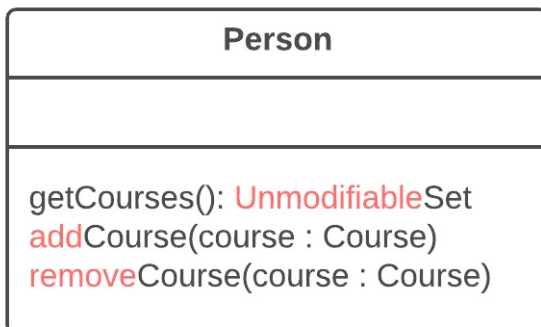 Person
getCourses(): UnmodifiableSet
addCourse(course : Course)
removeCourse(course : Course)